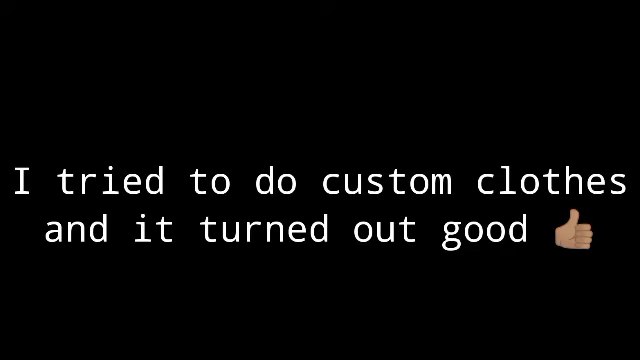 I tried to do custom clothes
and it turned out good 👍🏽